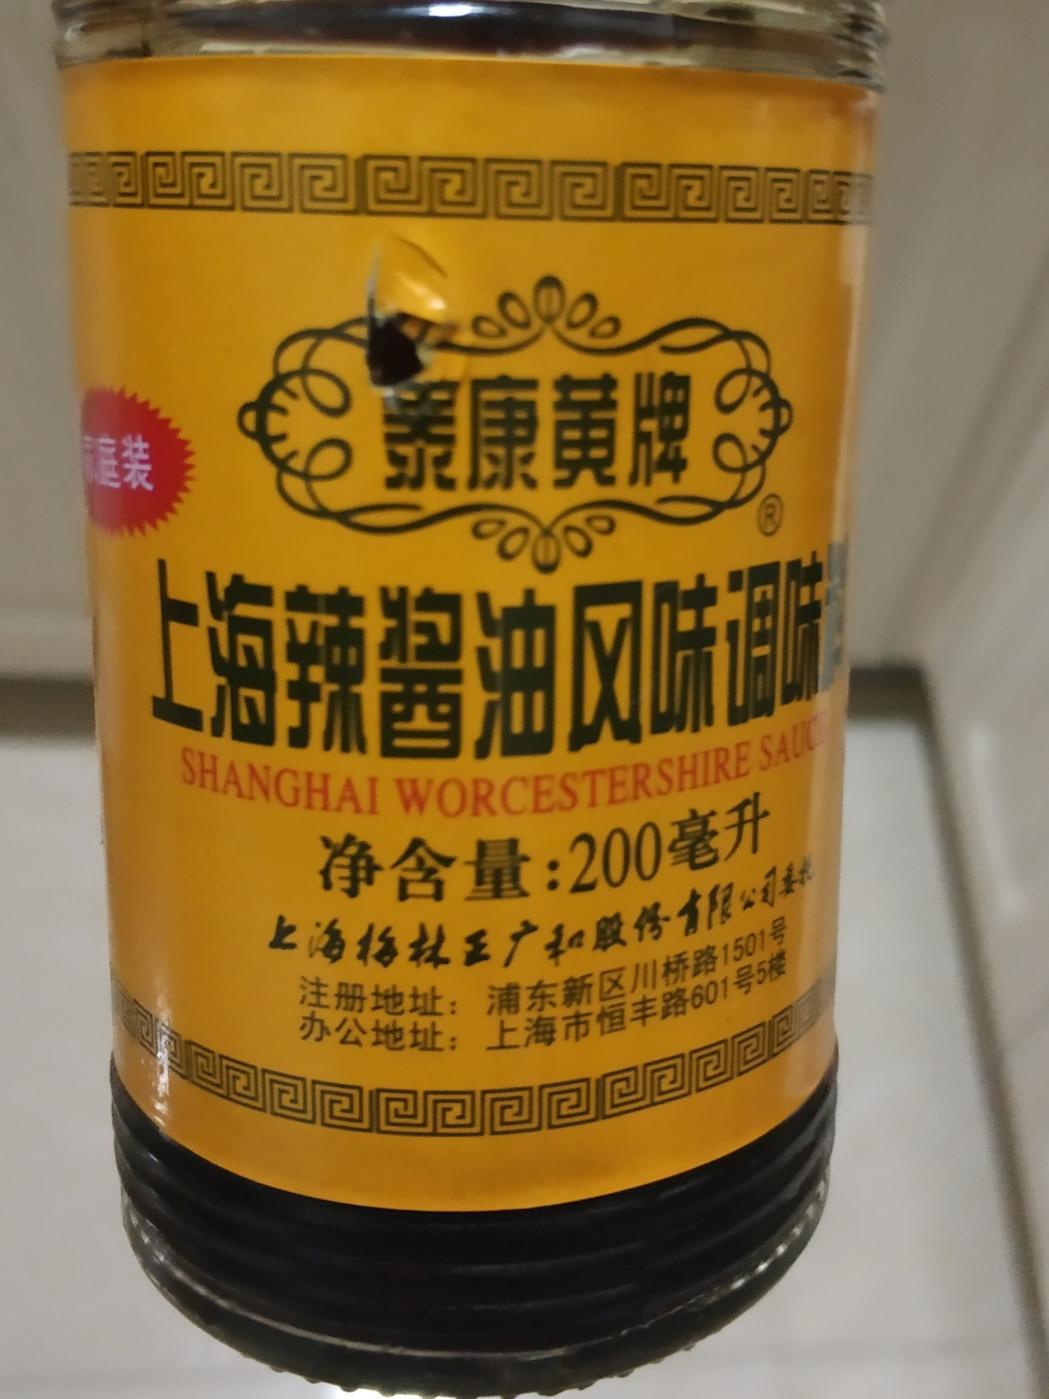 泰康黄牌
®
家庭装
上海辣酱油风味调味
SHANGHAI WORCESTERSHIRE SAUCE
净含量:200毫升
上海梅林正广和股份有限公司委托
注册地址: 浦东新区川桥路1501号
办公地址: 上海市恒丰路601号5楼